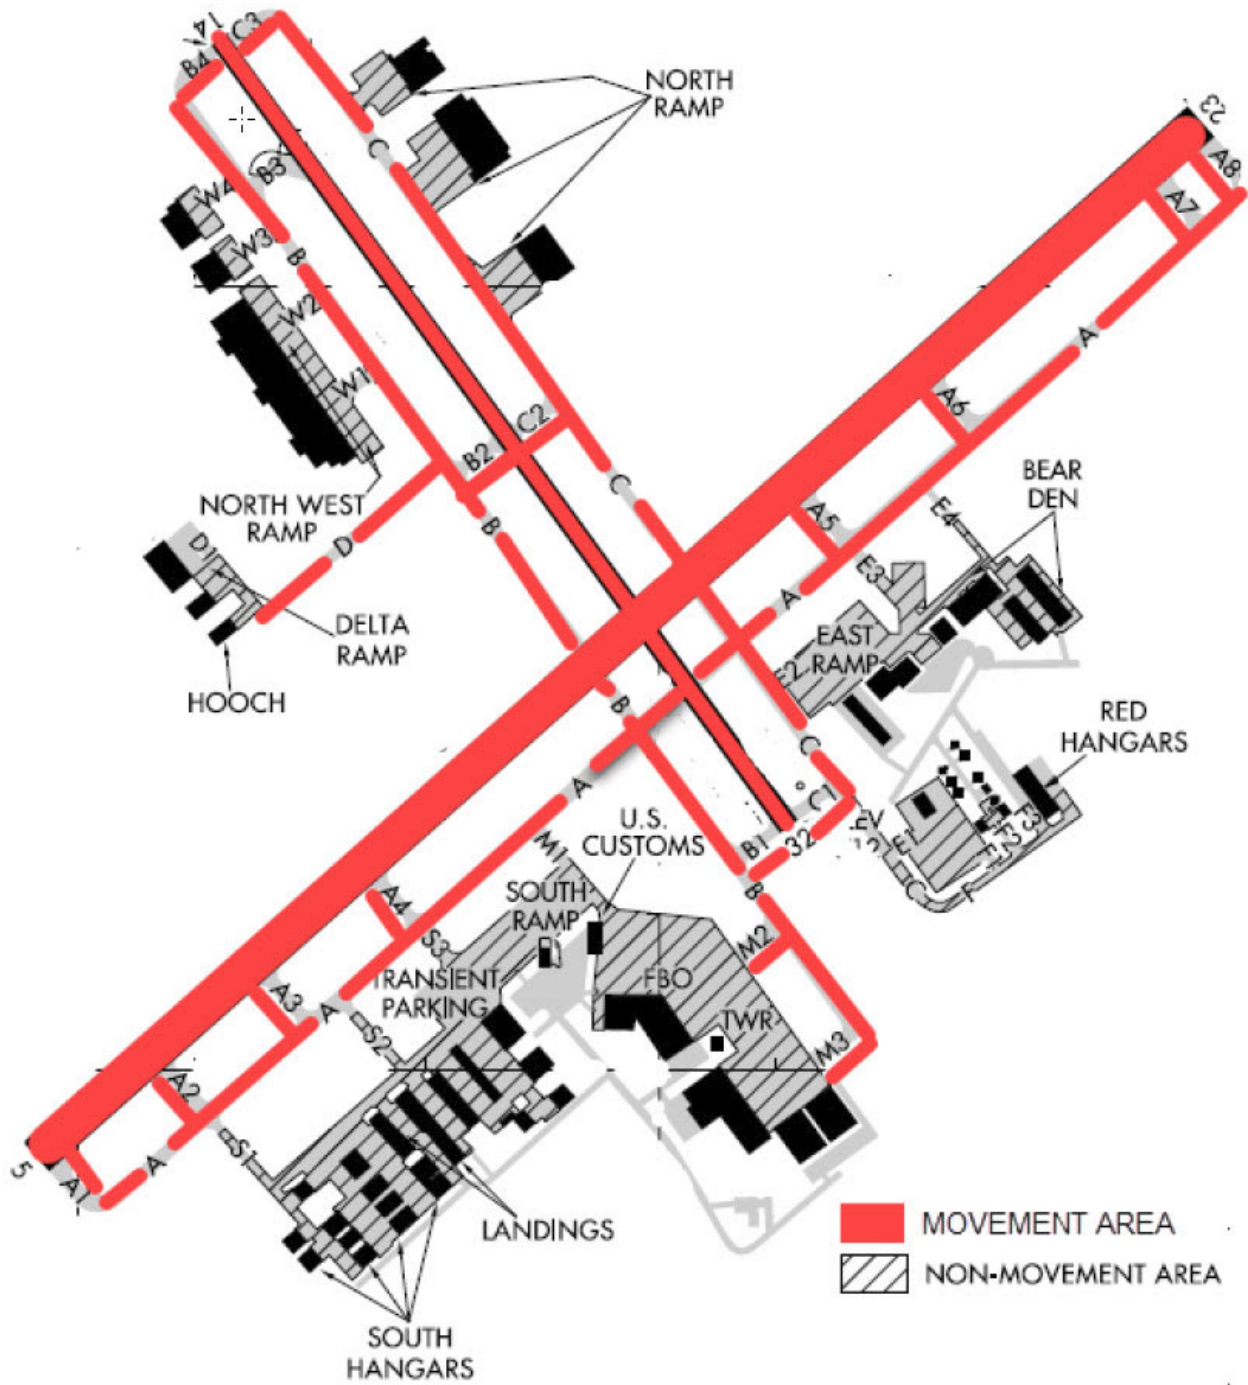 14
C3
B4
NORTH
RAMP
23
C
A8
B3
A7
W4
W3
B
W2
A
W1
A6
C2
B2
C
BEAR
DEN
NORTH WEST
RAMP
A5
E4
B
D
D1
E3
A
DELTA
RAMP
EAST
RAMP
E2
HOOCH
B
C
RED
HANGARS
A
C1
U.S.
CUSTOMS
M1
EV
32
E1
F3
F2
F1
B1
SOUTH
RAMP
B
C
F
A4
S3
M2
TRANSIENT
PARKING
FBO
A3
A
TWR
S2
M3
A2
S1
A
5
A1
LANDINGS
MOVEMENT AREA
NON-MOVEMENT AREA
SOUTH
HANGARS